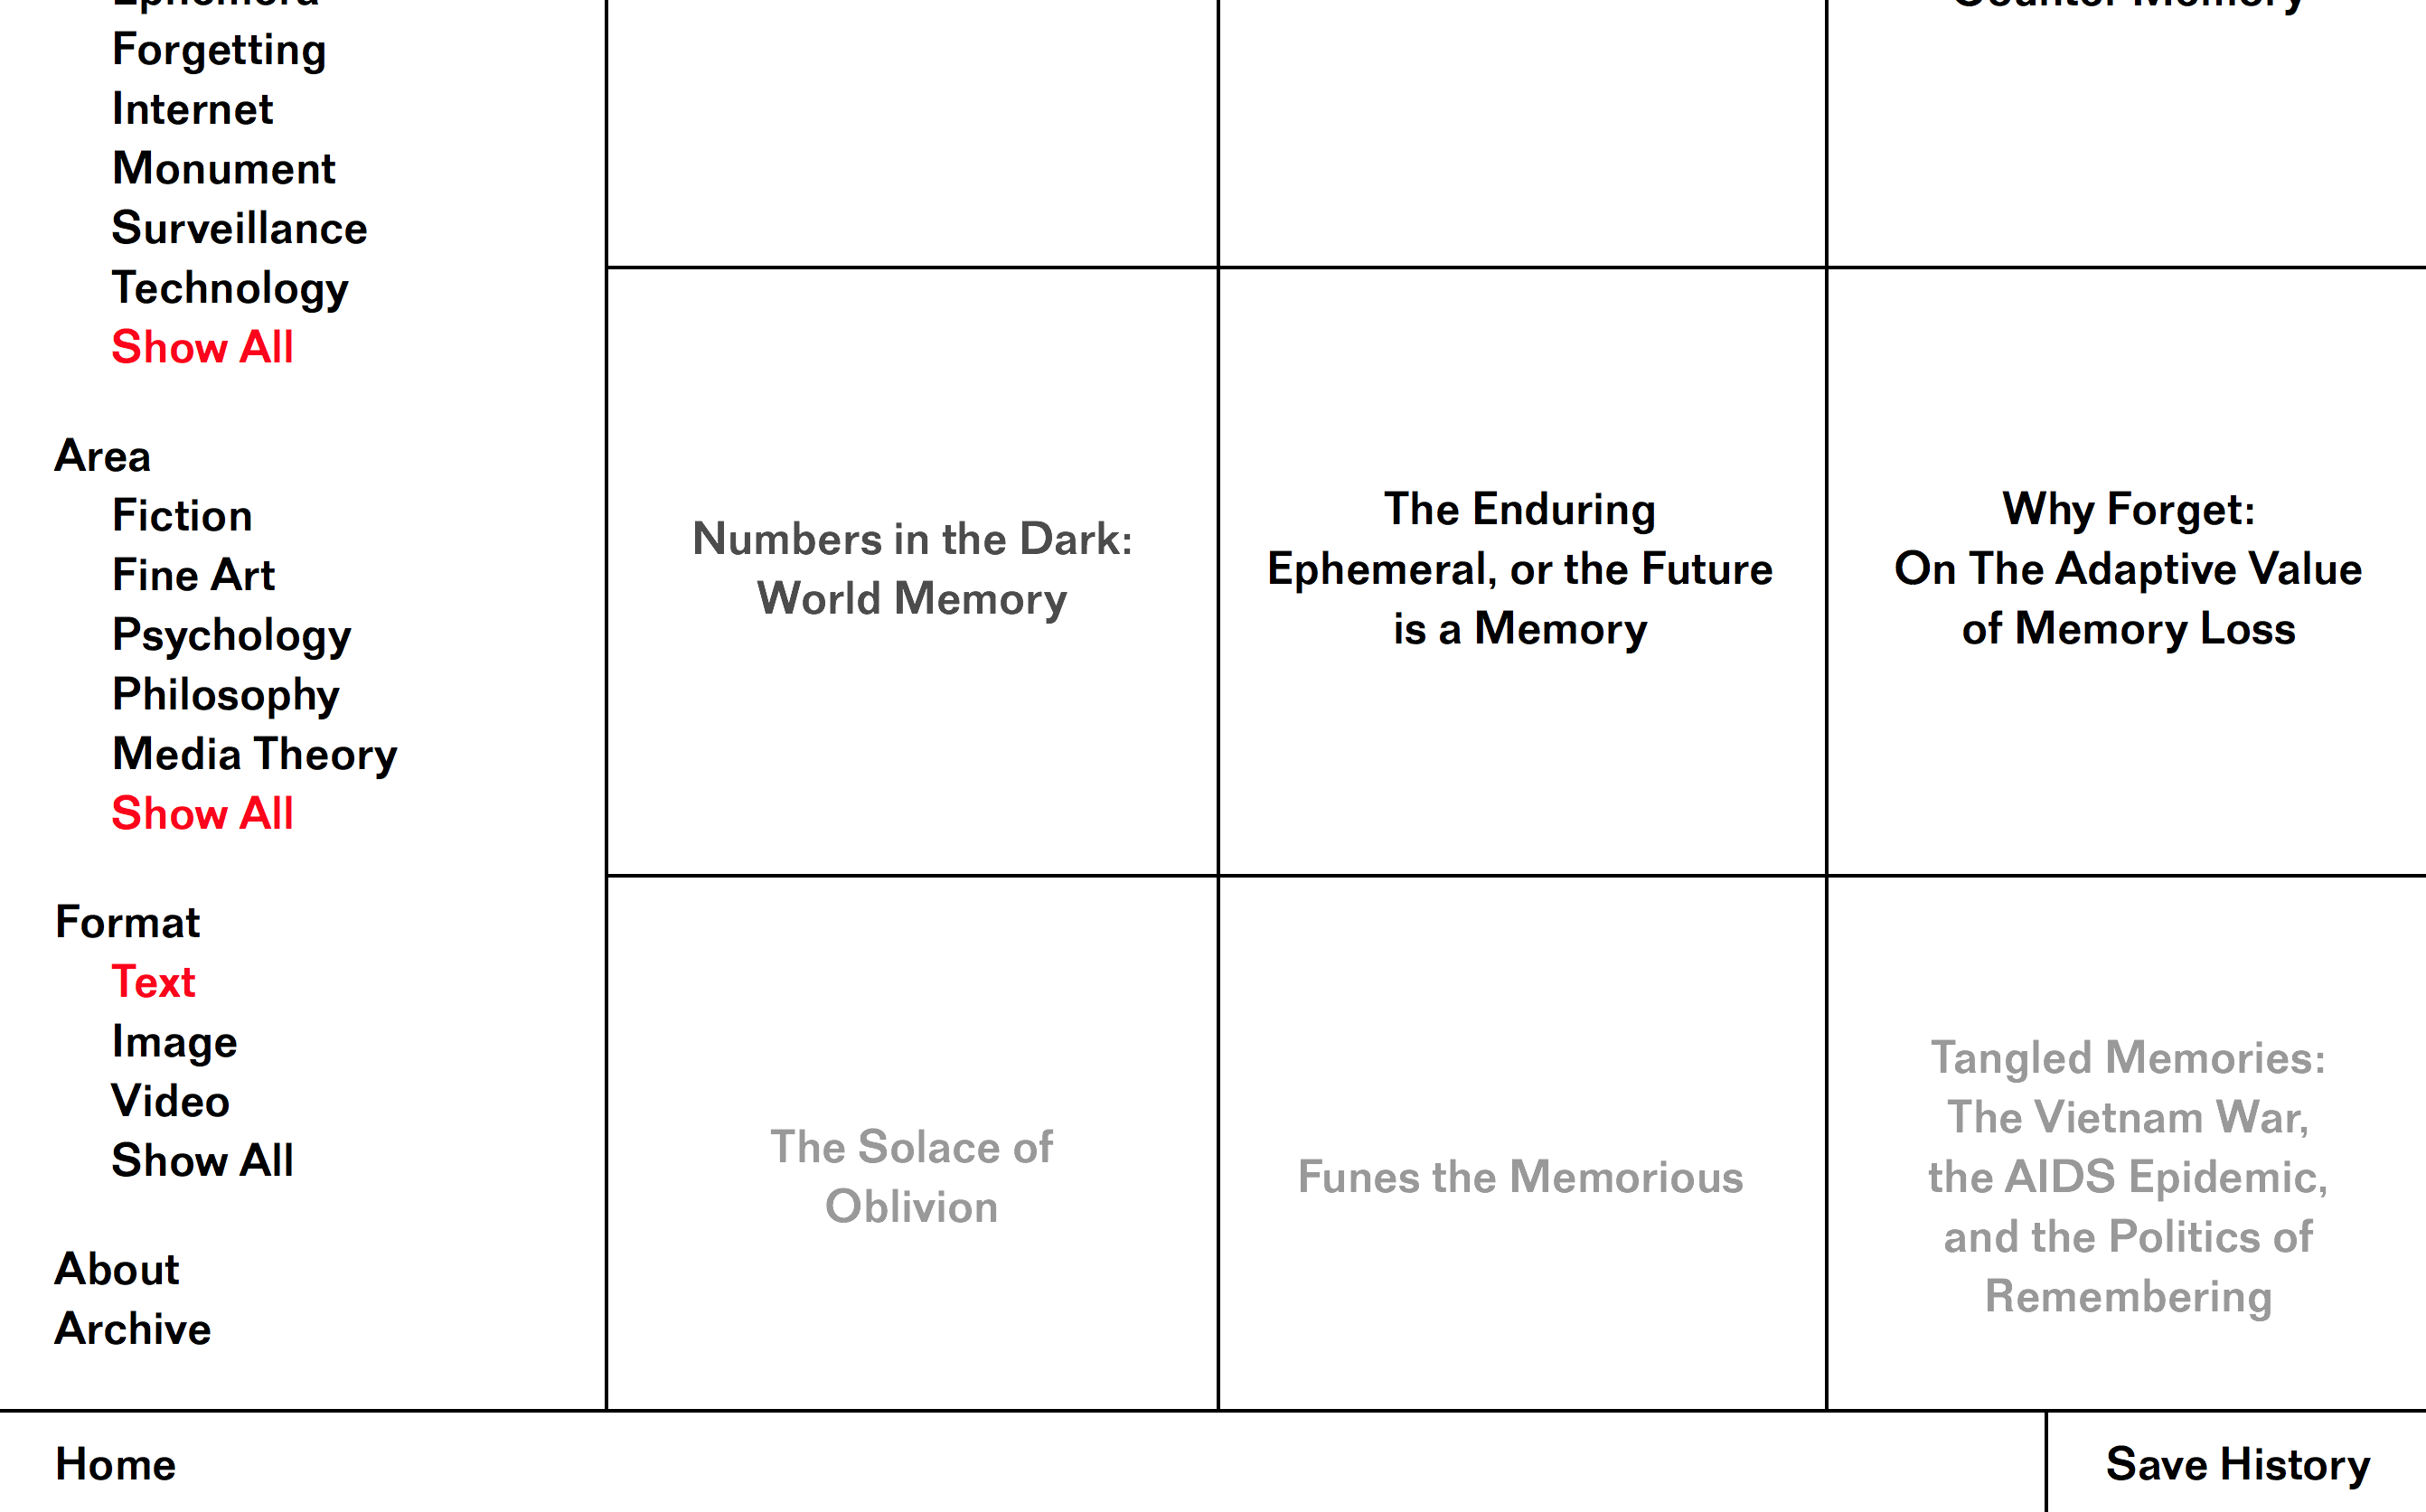 Ephemera
Forgetting
Internet
Monument
Surveillance
Technology
Show All
Area
Fiction
Fine Art
Psychology
Philosophy
Media Theory
Show All
Format
Text
Image
Video
Show All
About
Archive
Counter Memory
Numbers in the Dark:
World Memory
The Enduring
Ephemeral, or the Future
is a Memory
Why Forget:
On The Adaptive Value
of Memory Loss
The Solace of
Oblivion
Funes the Memorious
Tangled Memories:
The Vietnam War,
the AIDS Epidemic,
and the Politics of
Remembering
Home
Save History